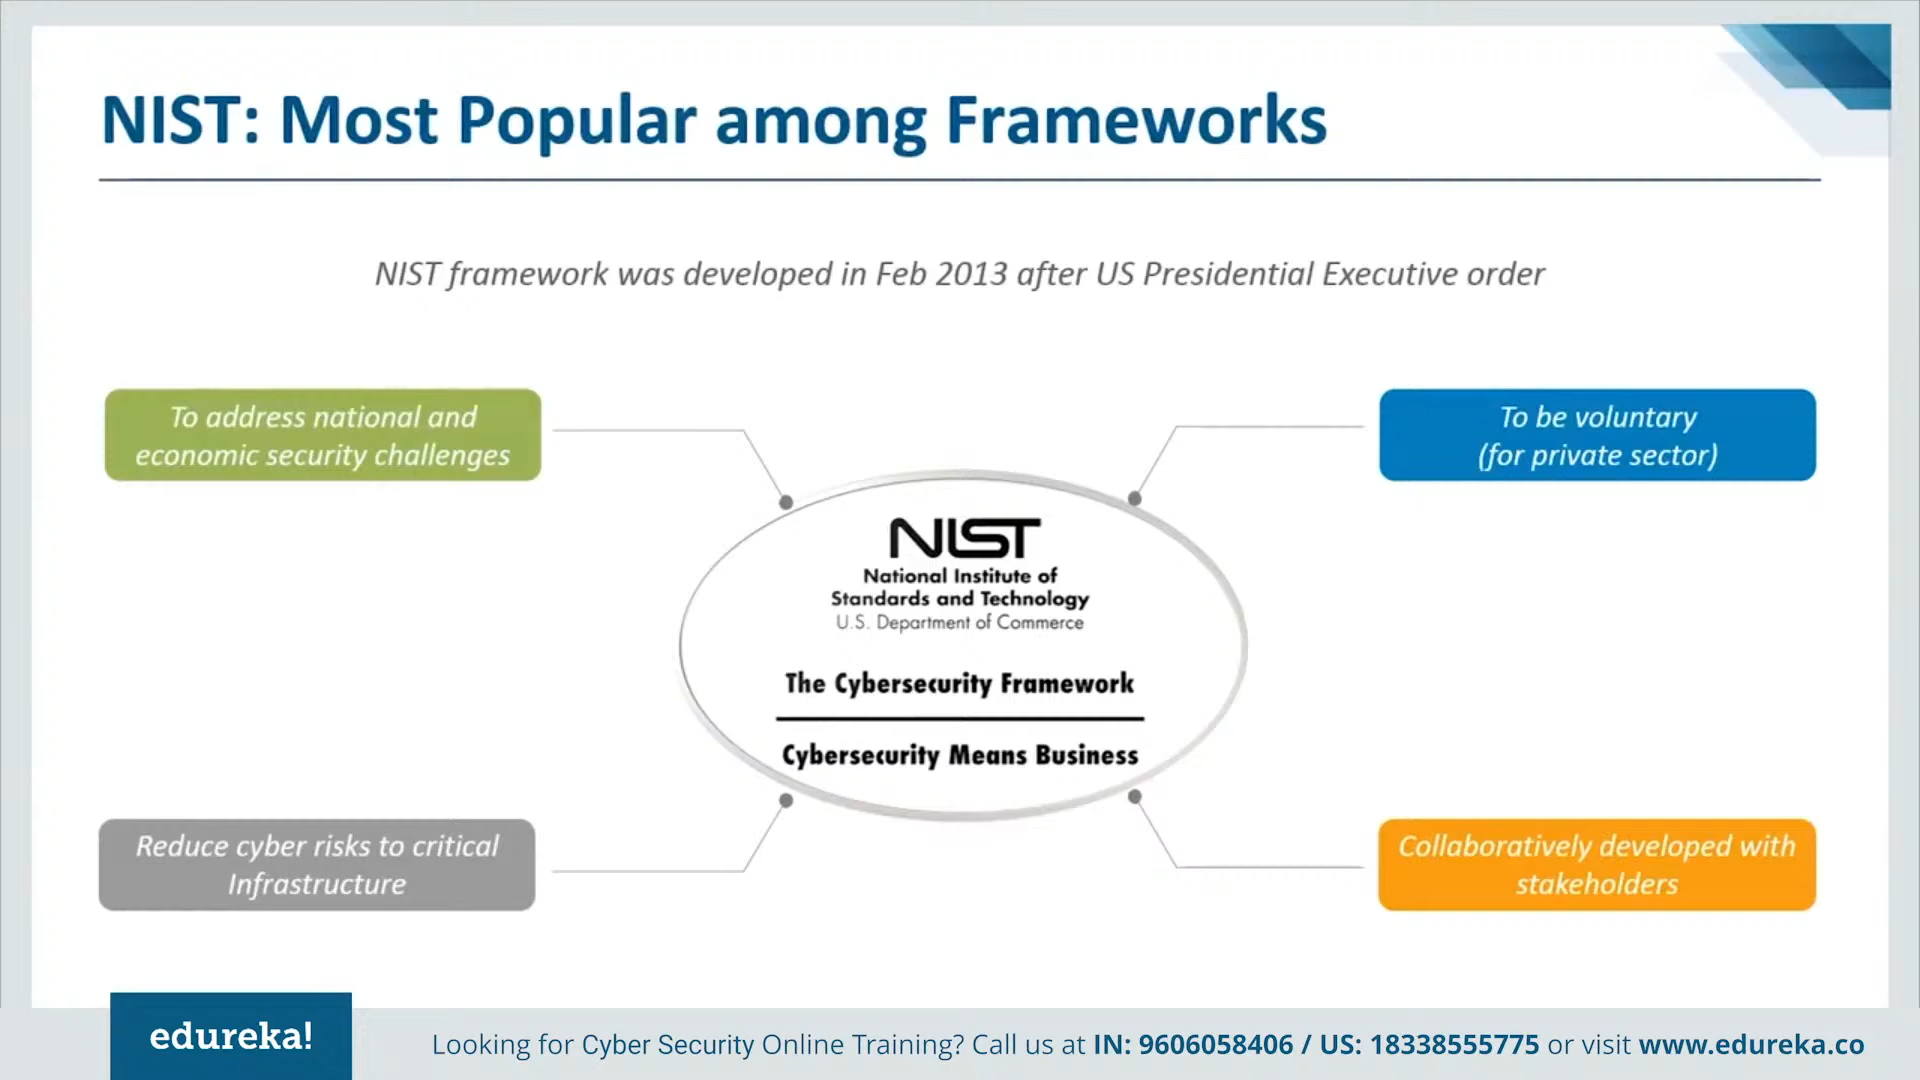 NIST: Most Popular among Frameworks
NIST framework was developed in Feb 2013 after US Presidential Executive order
To address national and
economic security challenges
To be voluntary
(for private sector)
NIST
National Institute of
Standards and Technology
U.S. Department of Commerce
The Cybersecurity Framework
Cybersecurity Means Business
Reduce cyber risks to critical
Infrastructure
Collaboratively developed with
stakeholders
edureka!
Looking for Cyber Security Online Training? Call us at IN: 9606058406 / US: 18338555775 or visit www.edureka.co